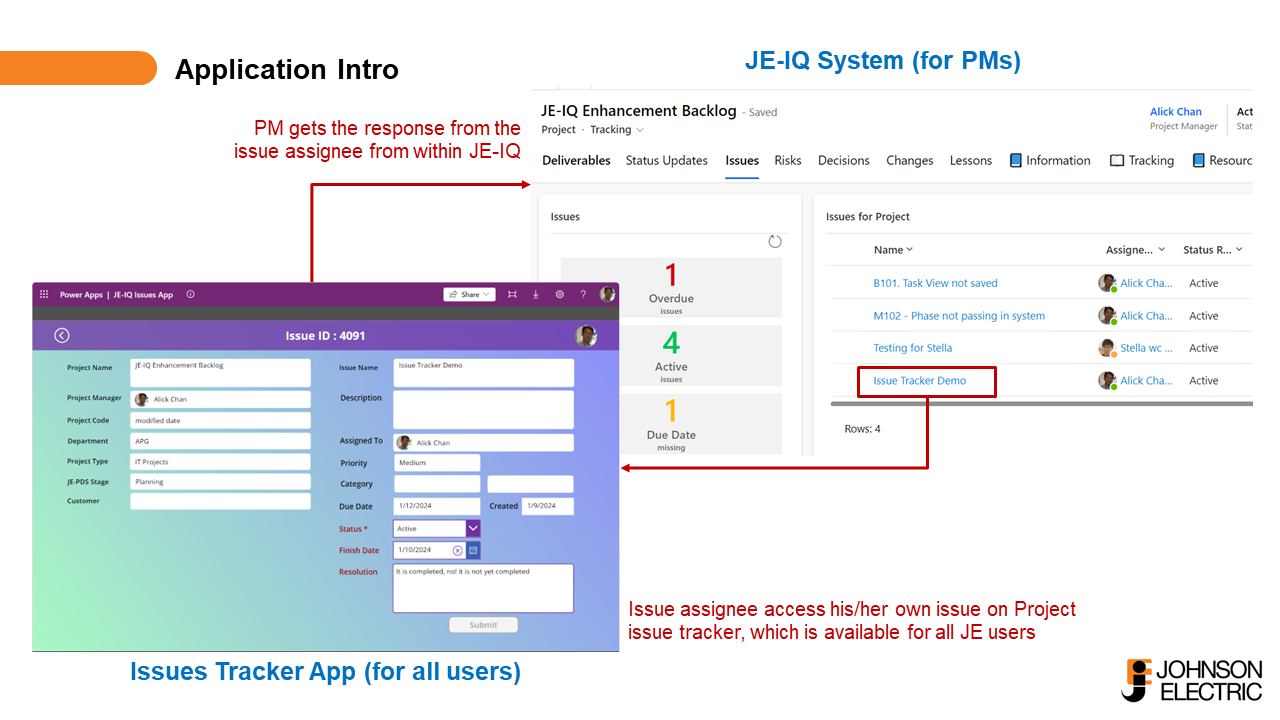 Application Intro
JE-IQ System (for PMs)
PM gets the response from the
issue assignee from within JE-IQ
JE-IQ Enhancement Backlog - Saved
Project · Tracking
Alick Chan
Project Manager
Act
Stat
Deliverables Status Updates Issues Risks Decisions Changes Lessons Information Tracking Resourc
Issues
1
Overdue
issues
4
Active
issues
1
Due Date
missing
Issues for Project
Name Assigne... Status R...
B101. Task View not saved Alick Cha... Active
M102 - Phase not passing in system Alick Cha... Active
Testing for Stella Stella wc ... Active
Issue Tracker Demo Alick Cha... Active
Rows: 4
Power Apps | JE-IQ Issues App Share ?
Issue ID : 4091
Project Name JE-IQ Enhancement Backlog
Project Manager Alick Chan
Project Code modified date
Department APG
Project Type IT Projects
JE-PDS Stage Planning
Customer
Issue Name Issue Tracker Demo
Description
Assigned To Alick Chan
Priority Medium
Category
Due Date 1/12/2024 Created 1/9/2024
Status * Active
Finish Date 1/10/2024
Resolution It is completed, no! it is not yet completed
Submit
Issue assignee access his/her own issue on Project
issue tracker, which is available for all JE users
Issues Tracker App (for all users)
JOHNSON
ELECTRIC